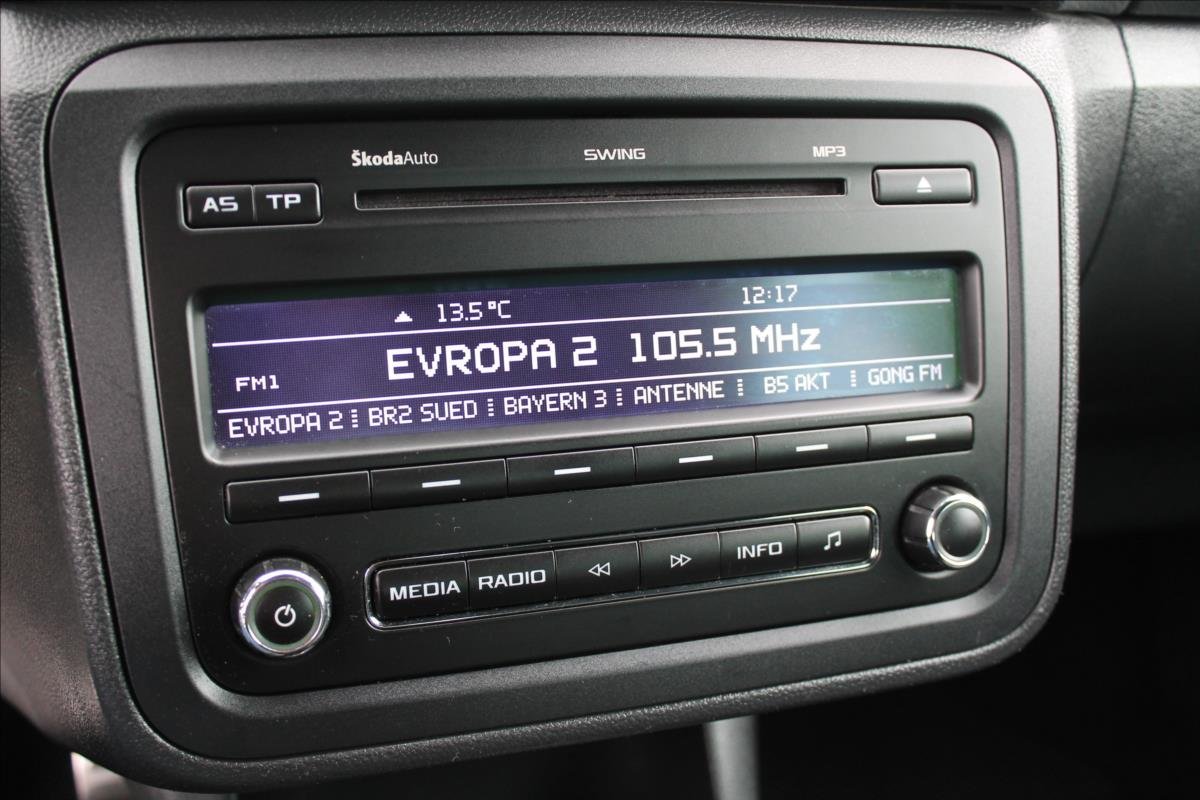 ŠkodaAuto SWING MP3
AS TP
13.5°C 12:17
EVROPA 2 105.5 MHz
FM1
EVROPA 2 BR2 SUED BAYERN 3 ANTENNE B5 AKT GONG FM
MEDIA RADIO INFO